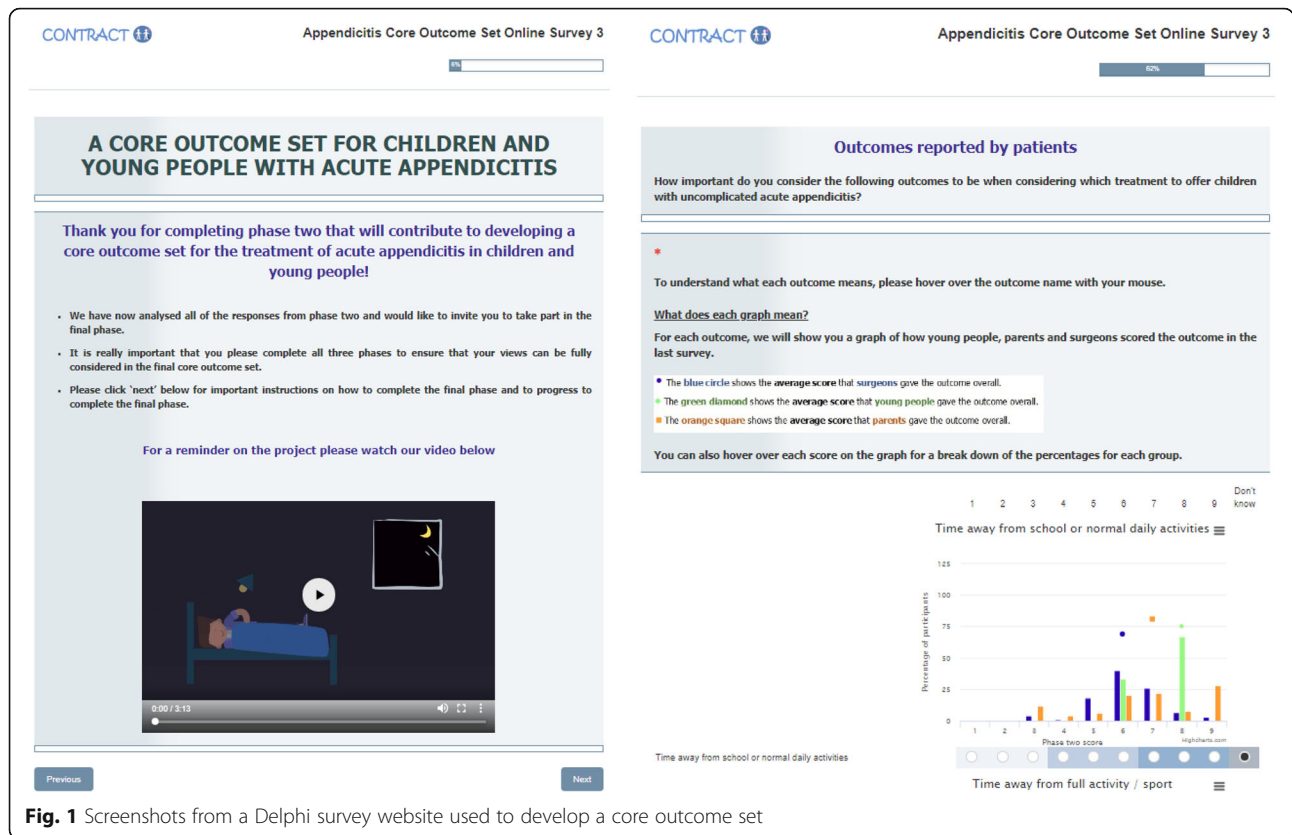 CONTRACT
Appendicitis Core Outcome Set Online Survey 3
A CORE OUTCOME SET FOR CHILDREN AND
YOUNG PEOPLE WITH ACUTE APPENDICITIS
Thank you for completing phase two that will contribute to developing a
core outcome set for the treatment of acute appendicitis in children and
young people!
• We have now analysed all of the responses from phase two and would like to invite you to take part in the
final phase.
• It is really important that you please complete all three phases to ensure that your views can be fully
considered in the final core outcome set.
• Please click `next' below for important instructions on how to complete the final phase and to progress to
complete the final phase.
For a reminder on the project please watch our video below
0:00 / 3:13
Previous
Next
CONTRACT
Appendicitis Core Outcome Set Online Survey 3
62%
Outcomes reported by patients
How important do you consider the following outcomes to be when considering which treatment to offer children
with uncomplicated acute appendicitis?
*
To understand what each outcome means, please hover over the outcome name with your mouse.
What does each graph mean?
For each outcome, we will show you a graph of how young people, parents and surgeons scored the outcome in the
last survey.
The blue circle shows the average score that surgeons gave the outcome overall.
The green diamond shows the average score that young people gave the outcome overall.
The orange square shows the average score that parents gave the outcome overall.
You can also hover over each score on the graph for a break down of the percentages for each group.
1 2 3 4 5 6 7 8 9 Don't
know
Time away from school or normal daily activities
Percentage of participants
125
100
75
50
25
0
1 2 3 4 5 6 7 8 9
Phase two score
Highcharts.com
Time away from school or normal daily activities
Time away from full activity / sport
Fig. 1 Screenshots from a Delphi survey website used to develop a core outcome set